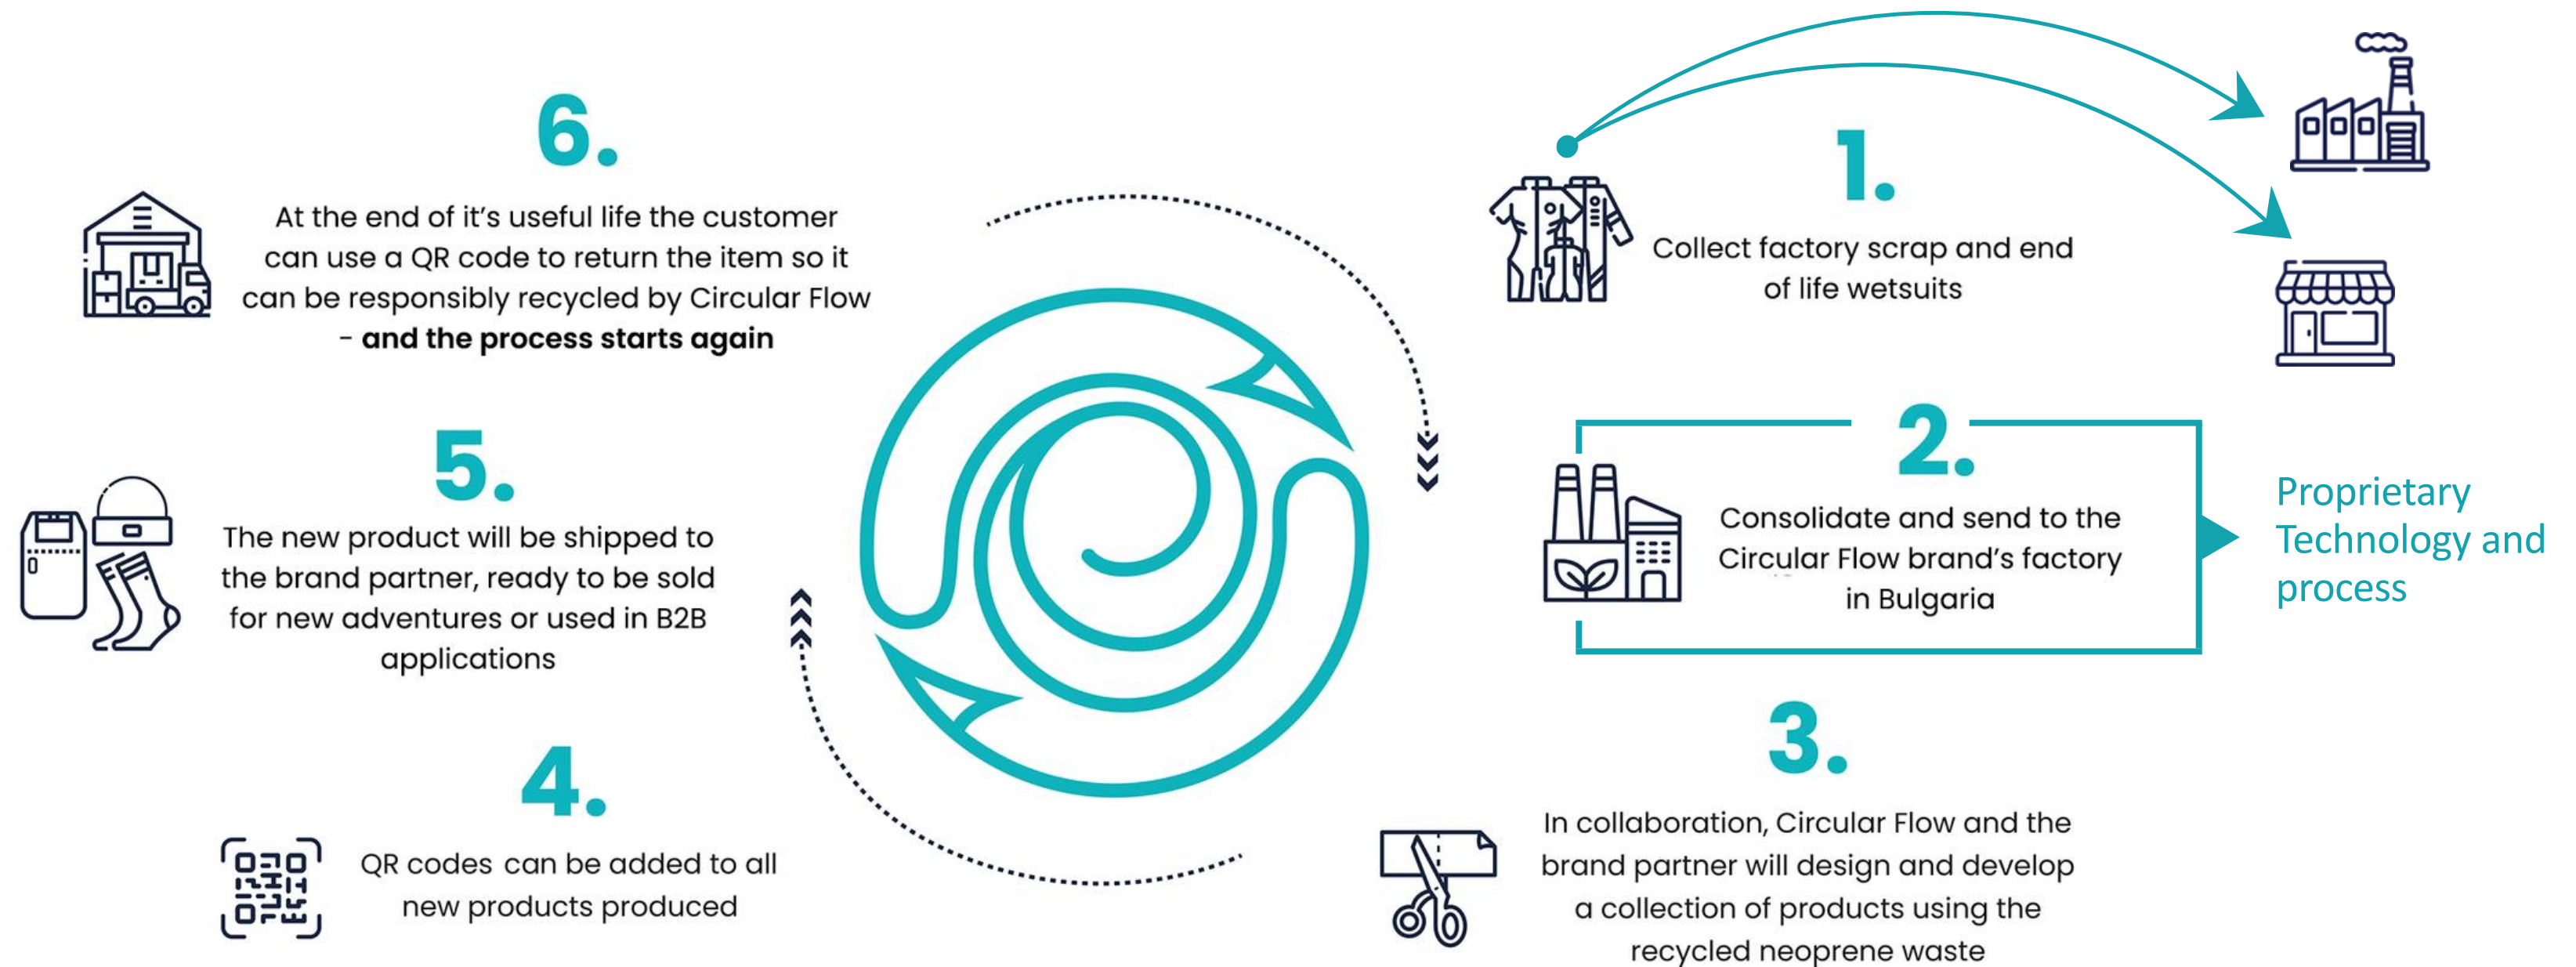 1.
Collect factory scrap and end
of life wetsuits
2.
Consolidate and send to the
Circular Flow brand's factory
in Bulgaria
Proprietary
Technology and
process
3.
In collaboration, Circular Flow and the
brand partner will design and develop
a collection of products using the
recycled neoprene waste
4.
QR codes can be added to all
new products produced
5.
The new product will be shipped to
the brand partner, ready to be sold
for new adventures or used in B2B
applications
6.
At the end of it's useful life the customer
can use a QR code to return the item so it
can be responsibly recycled by Circular Flow
- and the process starts again